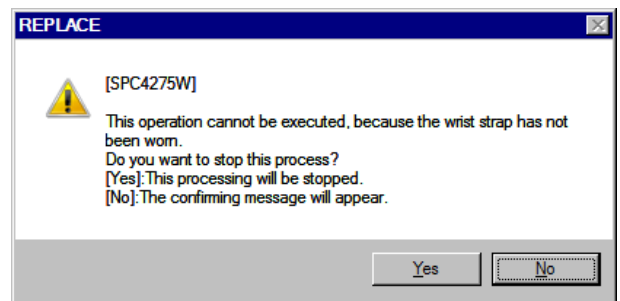 REPLACE
[SPC4275W]
This operation cannot be executed, because the wrist strap has not
been worn.
Do you want to stop this process?
[Yes]:This processing will be stopped.
[No]:The confirming message will appear.
Yes
No